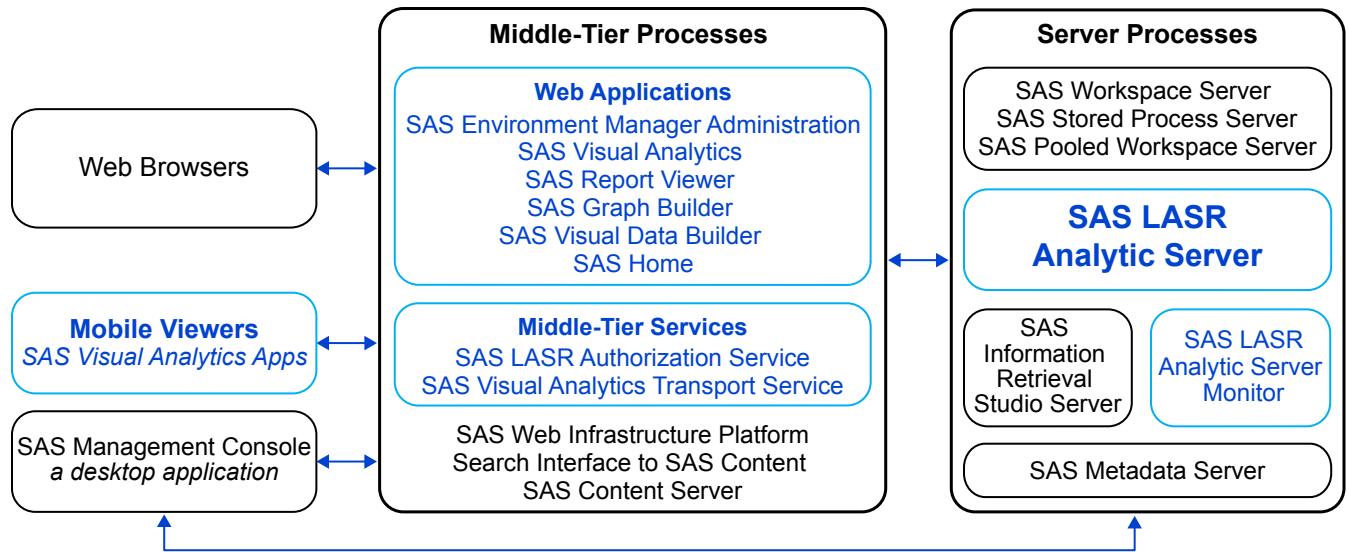 Middle-Tier Processes
Server Processes
Web Browsers
Mobile Viewers
SAS Visual Analytics Apps
SAS Management Console
a desktop application
Web Applications
SAS Environment Manager Administration
SAS Visual Analytics
SAS Report Viewer
SAS Graph Builder
SAS Visual Data Builder
SAS Home
Middle-Tier Services
SAS LASR Authorization Service
SAS Visual Analytics Transport Service
SAS Web Infrastructure Platform
Search Interface to SAS Content
SAS Content Server
SAS Workspace Server
SAS Stored Process Server
SAS Pooled Workspace Server
SAS LASR
Analytic Server
SAS
Information
Retrieval
Studio Server
SAS LASR
Analytic Server
Monitor
SAS Metadata Server